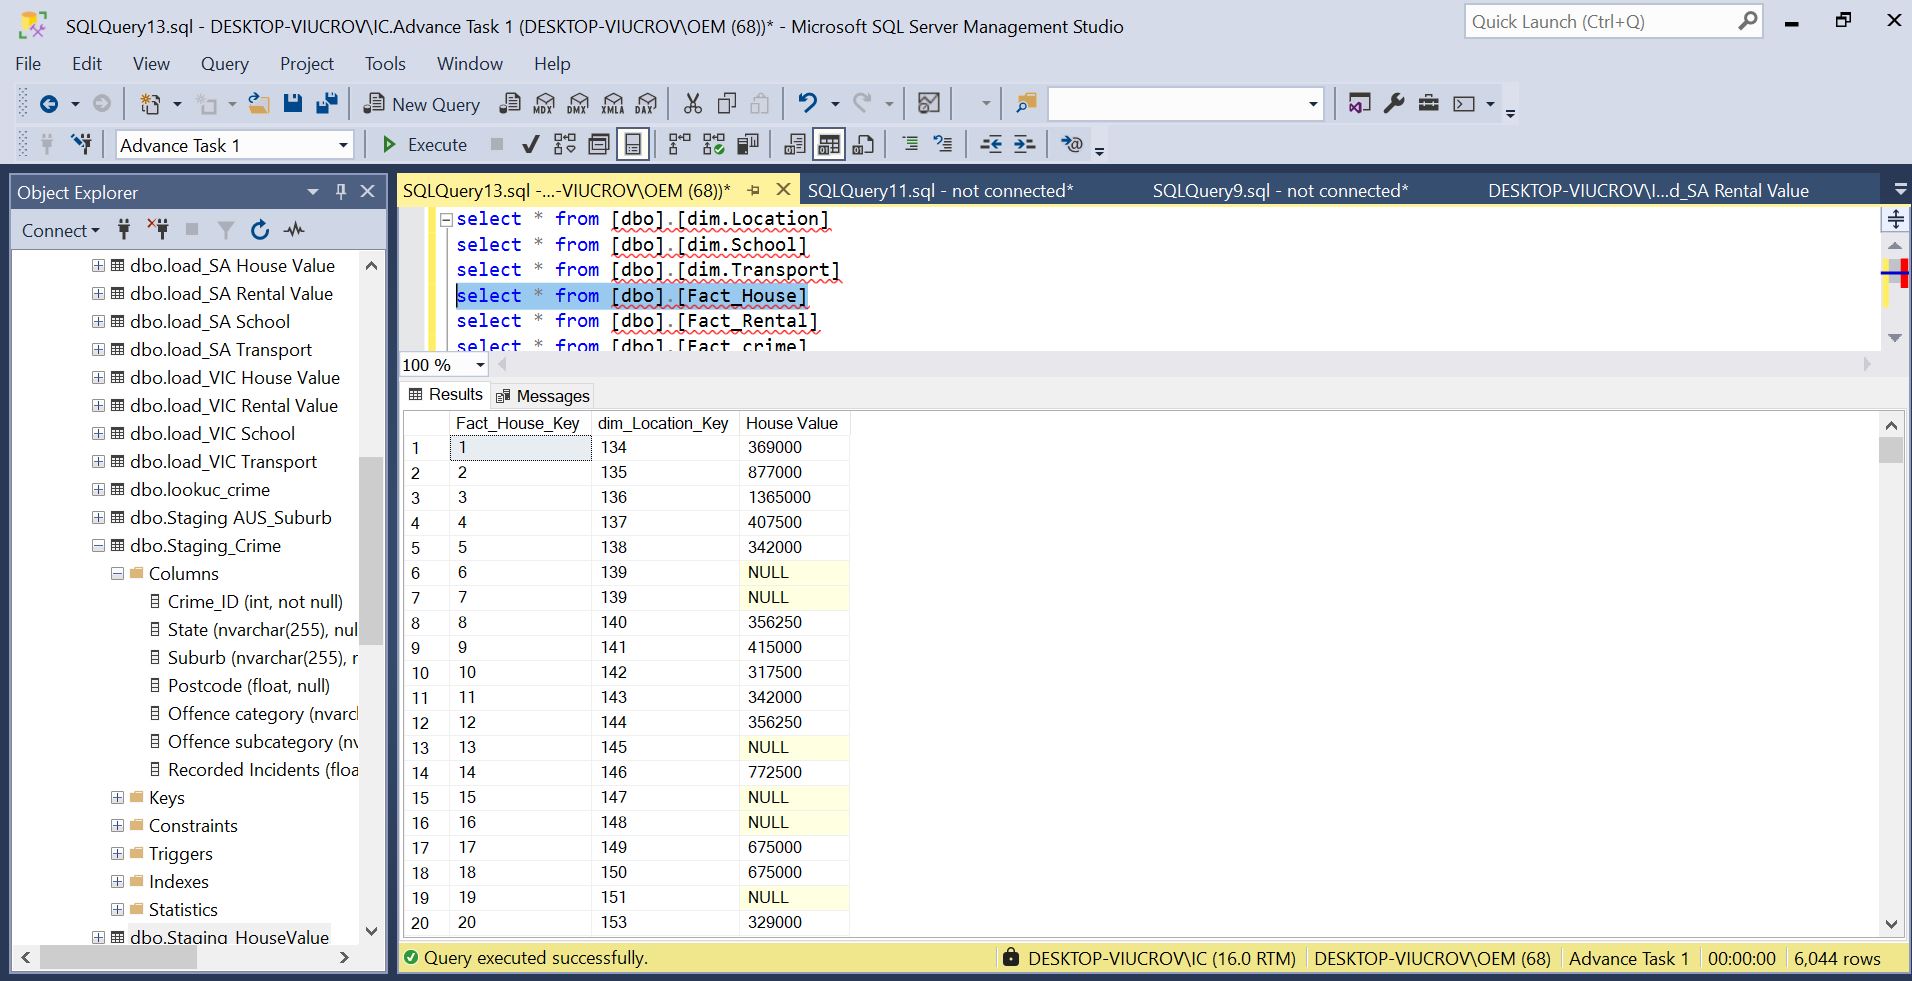 SQLQuery13.sql - DESKTOP-VIUCROV\IC.Advance Task 1 (DESKTOP-VIUCROV\OEM (68))* - Microsoft SQL Server Management Studio
Quick Launch (Ctrl+Q)
File Edit View Query Project Tools Window Help
New Query MDX DMX XMLA DAX
Advance Task 1 Execute
Object Explorer
Connect
dbo.load_SA House Value
dbo.load_SA Rental Value
dbo.load_SA School
dbo.load_SA Transport
dbo.load_VIC House Value
dbo.load_VIC Rental Value
dbo.load_VIC School
dbo.load_VIC Transport
dbo.lookuc_crime
dbo.Staging AUS_Suburb
dbo.Staging_Crime
Columns
Crime_ID (int, not null)
State (nvarchar(255), nul
Suburb (nvarchar(255), r
Postcode (float, null)
Offence category (nvarcl
Offence subcategory (nv
Recorded Incidents (floa
Keys
Constraints
Triggers
Indexes
Statistics
dbo.Staging_HouseValue
SQLQuery13.sql -...-VIUCROV\OEM (68))* SQLQuery11.sql - not connected* SQLQuery9.sql - not connected* DESKTOP-VIUCROV\I...d_SA Rental Value
select * from [dbo].[dim.Location]
select * from [dbo].[dim.School]
select * from [dbo].[dim.Transport]
select * from [dbo].[Fact_House]
select * from [dbo].[Fact_Rental]
select * from [dbo].[Fact_crime]
100 %
Results Messages
Fact_House_Key dim_Location_Key House Value
1 1 134 369000
2 2 135 877000
3 3 136 1365000
4 4 137 407500
5 5 138 342000
6 6 139 NULL
7 7 139 NULL
8 8 140 356250
9 9 141 415000
10 10 142 317500
11 11 143 342000
12 12 144 356250
13 13 145 NULL
14 14 146 772500
15 15 147 NULL
16 16 148 NULL
17 17 149 675000
18 18 150 675000
19 19 151 NULL
20 20 153 329000
Query executed successfully. DESKTOP-VIUCROV\IC (16.0 RTM) DESKTOP-VIUCROV\OEM (68) Advance Task 1 00:00:00 6,044 rows